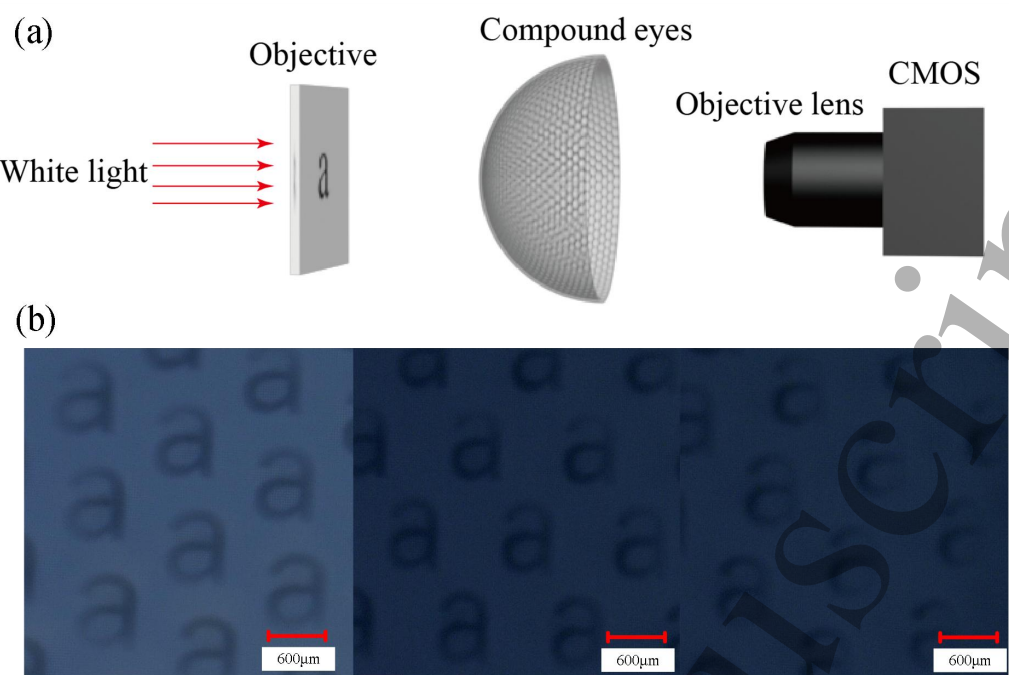 (a)
Objective
Compound eyes
CMOS
Objective lens
White light
a
(b)
a a a
a a a
a a a
a a a
600μm
600μm
600μm